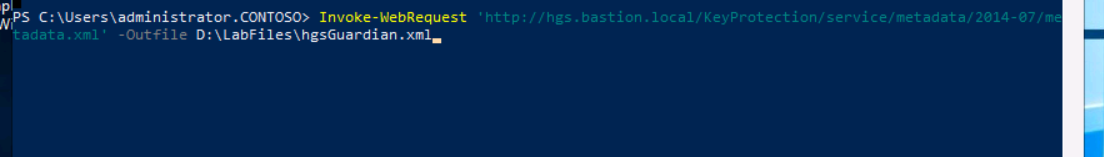 PS C:\Users\administrator.CONTOSO> Invoke-WebRequest 'http://hgs.bastion.local/KeyProtection/service/metadata/2014-07/me
tadata.xml' -Outfile D:\LabFiles\hgsGuardian.xml